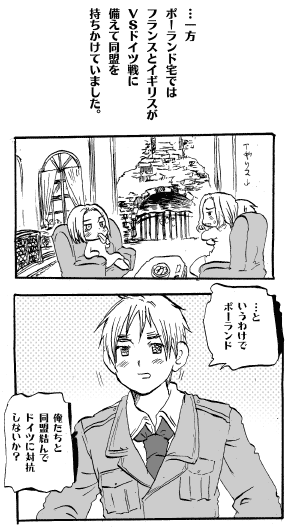 …一方
ポーランド宅では
フランスとイギリスが
VSドイツ戦に
備えて同盟を
持ちかけていました。
…と
いうわけで
ポーランド
俺たちと
同盟結んで
ドイツに対抗
しないか？